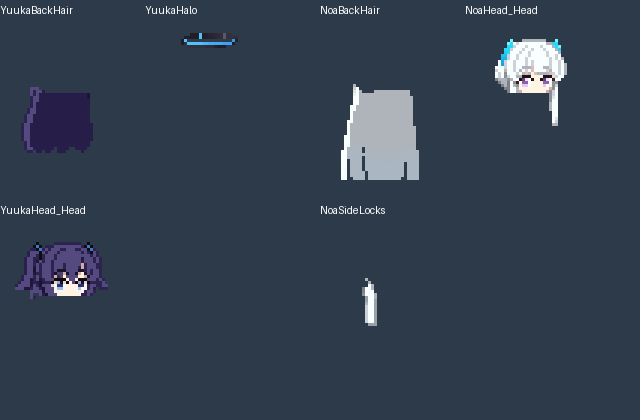 YuukaBackHair
YuukaHalo
NoaBackHair
NoaHead_Head
YuukaHead_Head
NoaSideLocks